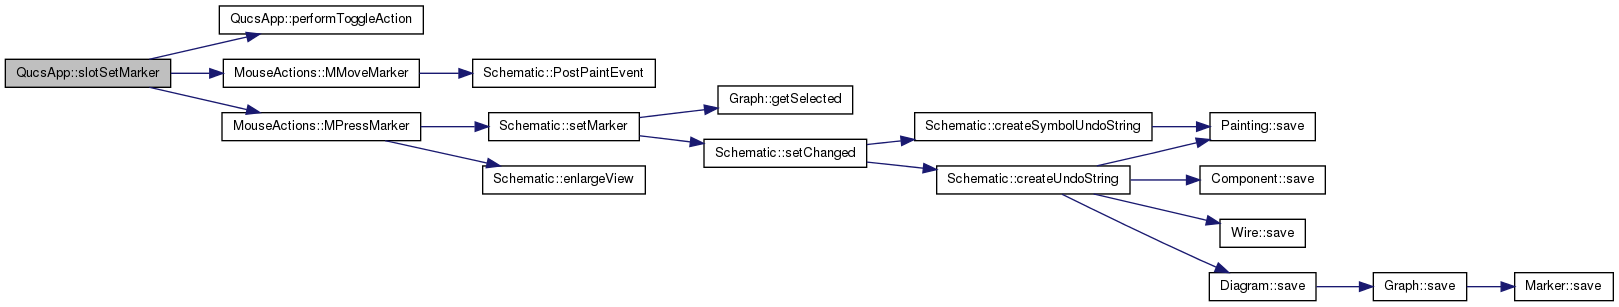 QucsApp::performToggleAction
QucsApp::slotSetMarker
MouseActions::MMoveMarker
Schematic::PostPaintEvent
Graph::getSelected
MouseActions::MPressMarker
Schematic::setMarker
Schematic::createSymbolUndoString
Painting::save
Schematic::setChanged
Schematic::enlargeView
Schematic::createUndoString
Component::save
Wire::save
Diagram::save
Graph::save
Marker::save